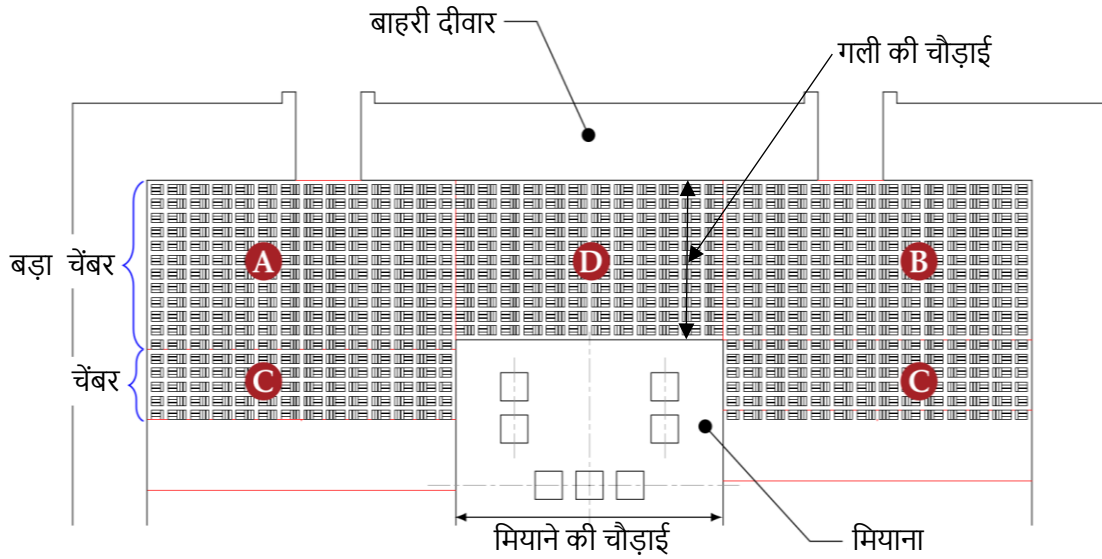 बाहरी दीवार
गली की चौड़ाई
बड़ा चेंबर
A
D
B
चेंबर
C
C
मियाने की चौड़ाई
मियाना